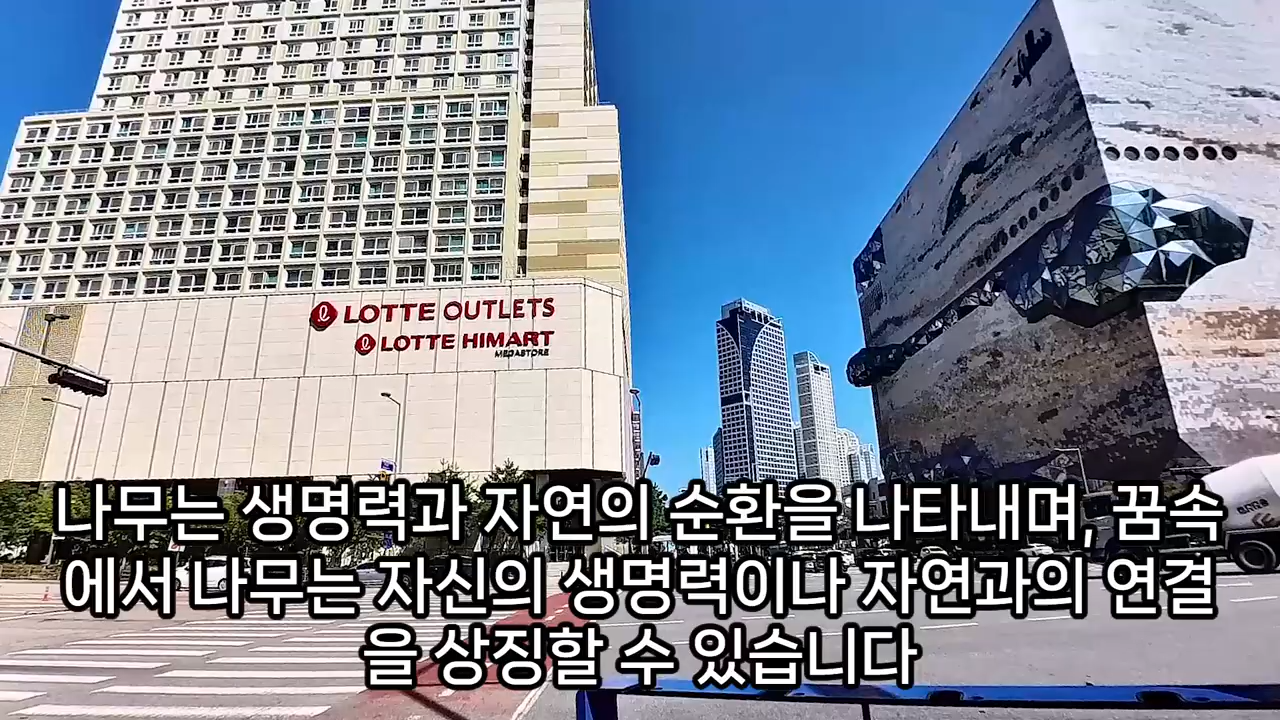 LOTTE OUTLETS
LOTTE HIMART
MEGASTORE
나무는 생명력과 자연의 순환을 나타내며, 꿈속
에서 나무는 자신의 생명력이나 자연과의 연결
을 상징할 수 있습니다